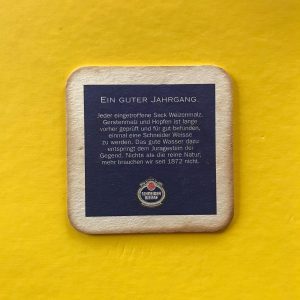 EIN GUTER JAHRGANG.
Jeder eingetroffene Sack Weizenmalz,
Gerstenmalz und Hopfen ist lange
vorher geprüft und für gut befunden,
einmal eine Schneider Weisse
zu werden. Das gute Wasser dazu
entspringt dem Juragestein der
Gegend. Nichts als die reine Natur,
mehr brauchen wir seit 1872 nicht.
SCHNEIDER
WEISSE